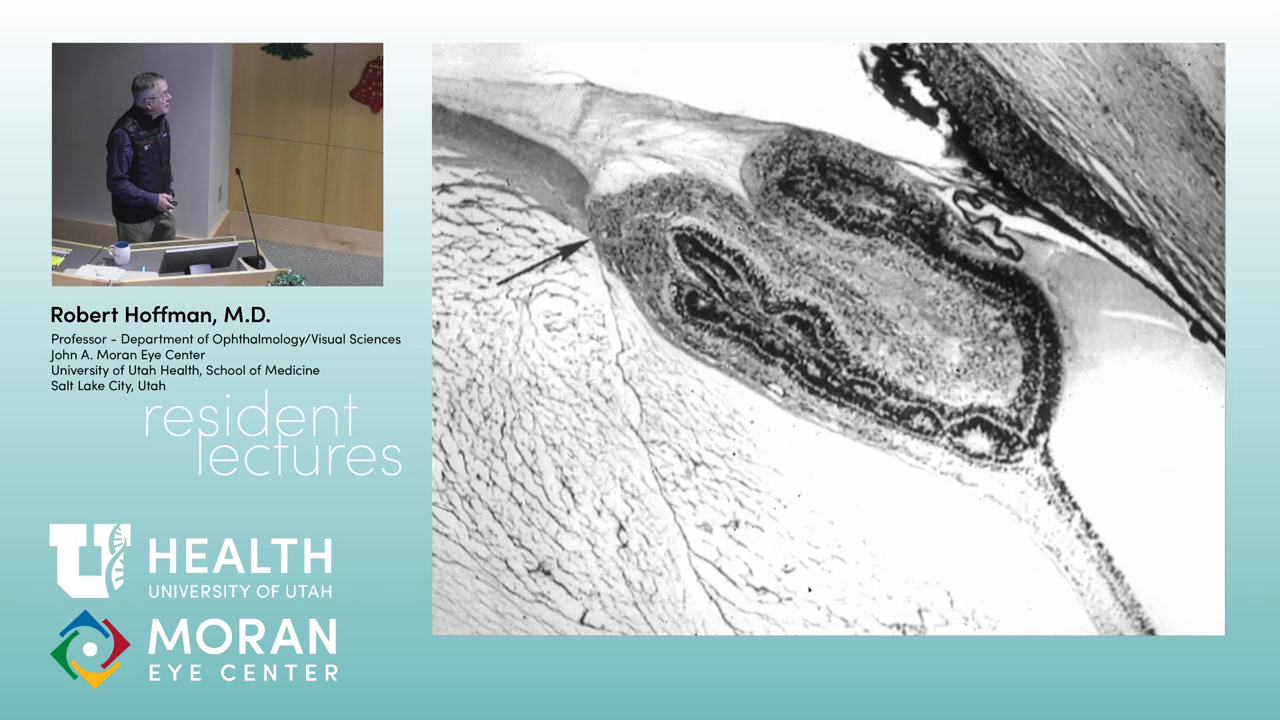 Robert Hoffman, M.D.
Professor - Department of Ophthalmology/Visual Sciences
John A. Moran Eye Center
University of Utah Health, School of Medicine
Salt Lake City, Utah
resident
lectures
U HEALTH
UNIVERSITY OF UTAH
MORAN
EYE CENTER